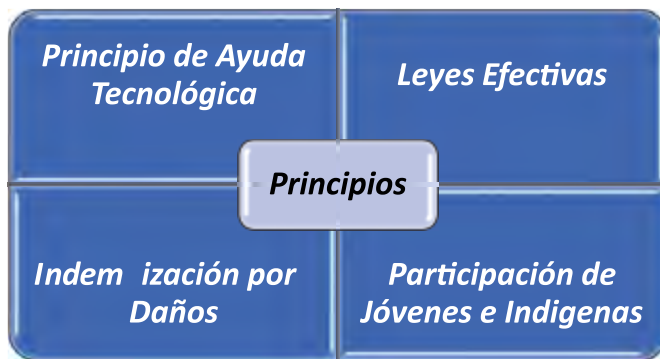 Principio de Ayuda
Tecnológica
Leyes Efectivas
Principios
Indem  ización por
Daños
Participación de
Jóvenes e Indigenas